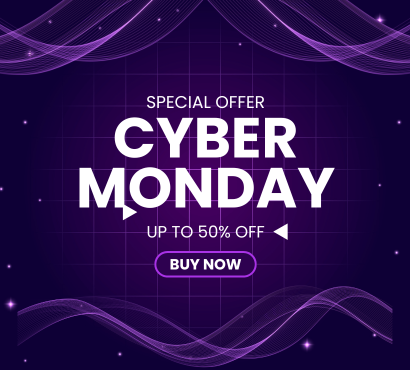 SPECIAL OFFER
CYBER
MONDAY
UP TO 50% OFF
BUY NOW